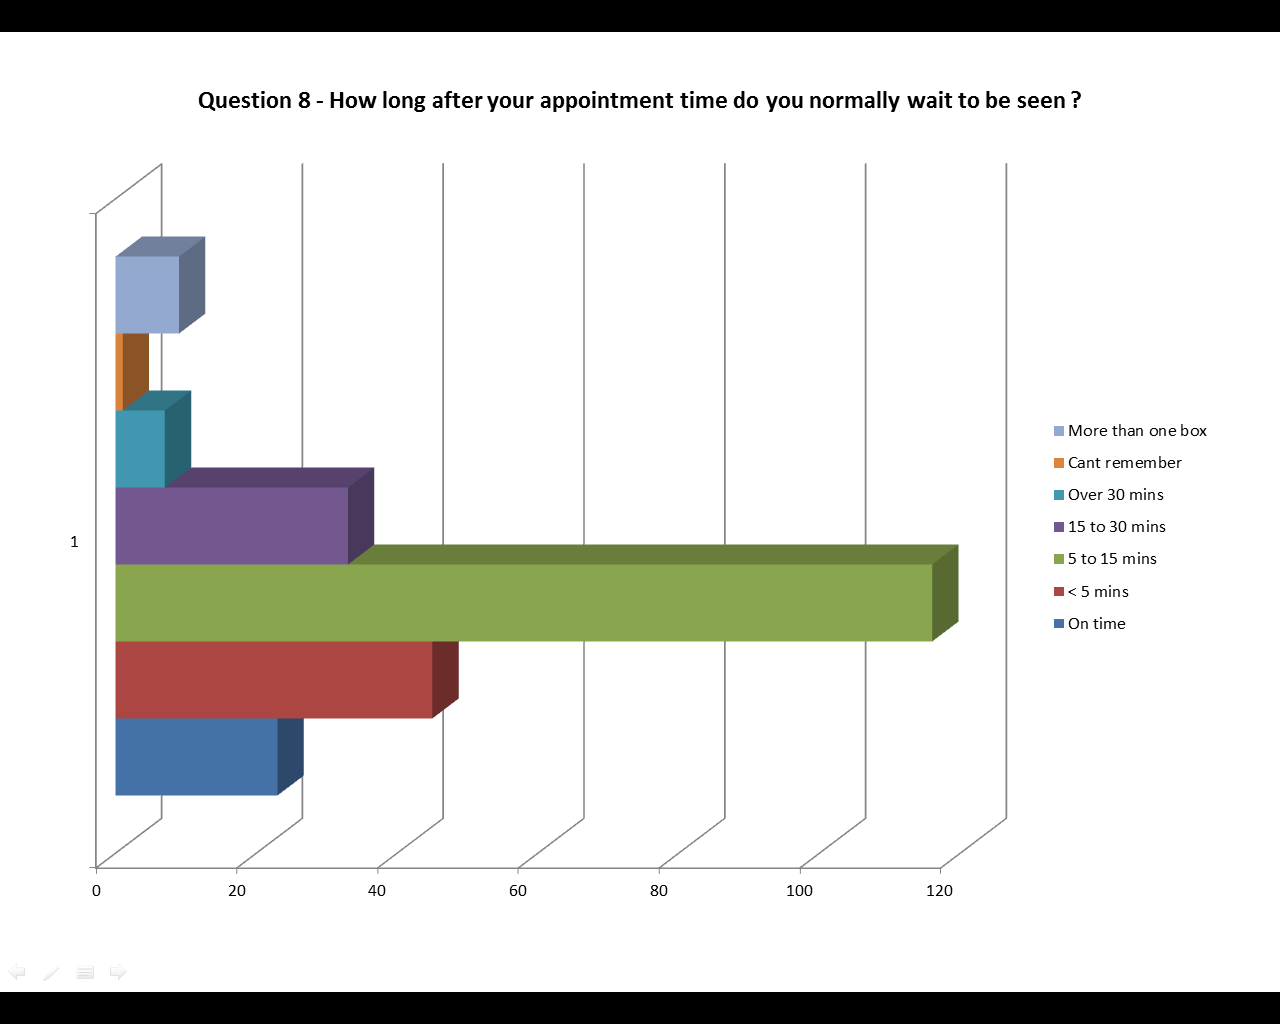 Question 8 - How long after your appointment time do you normally wait to be seen ?
1
More than one box
Cant remember
Over 30 mins
15 to 30 mins
5 to 15 mins
< 5 mins
On time
0 20 40 60 80 100 120